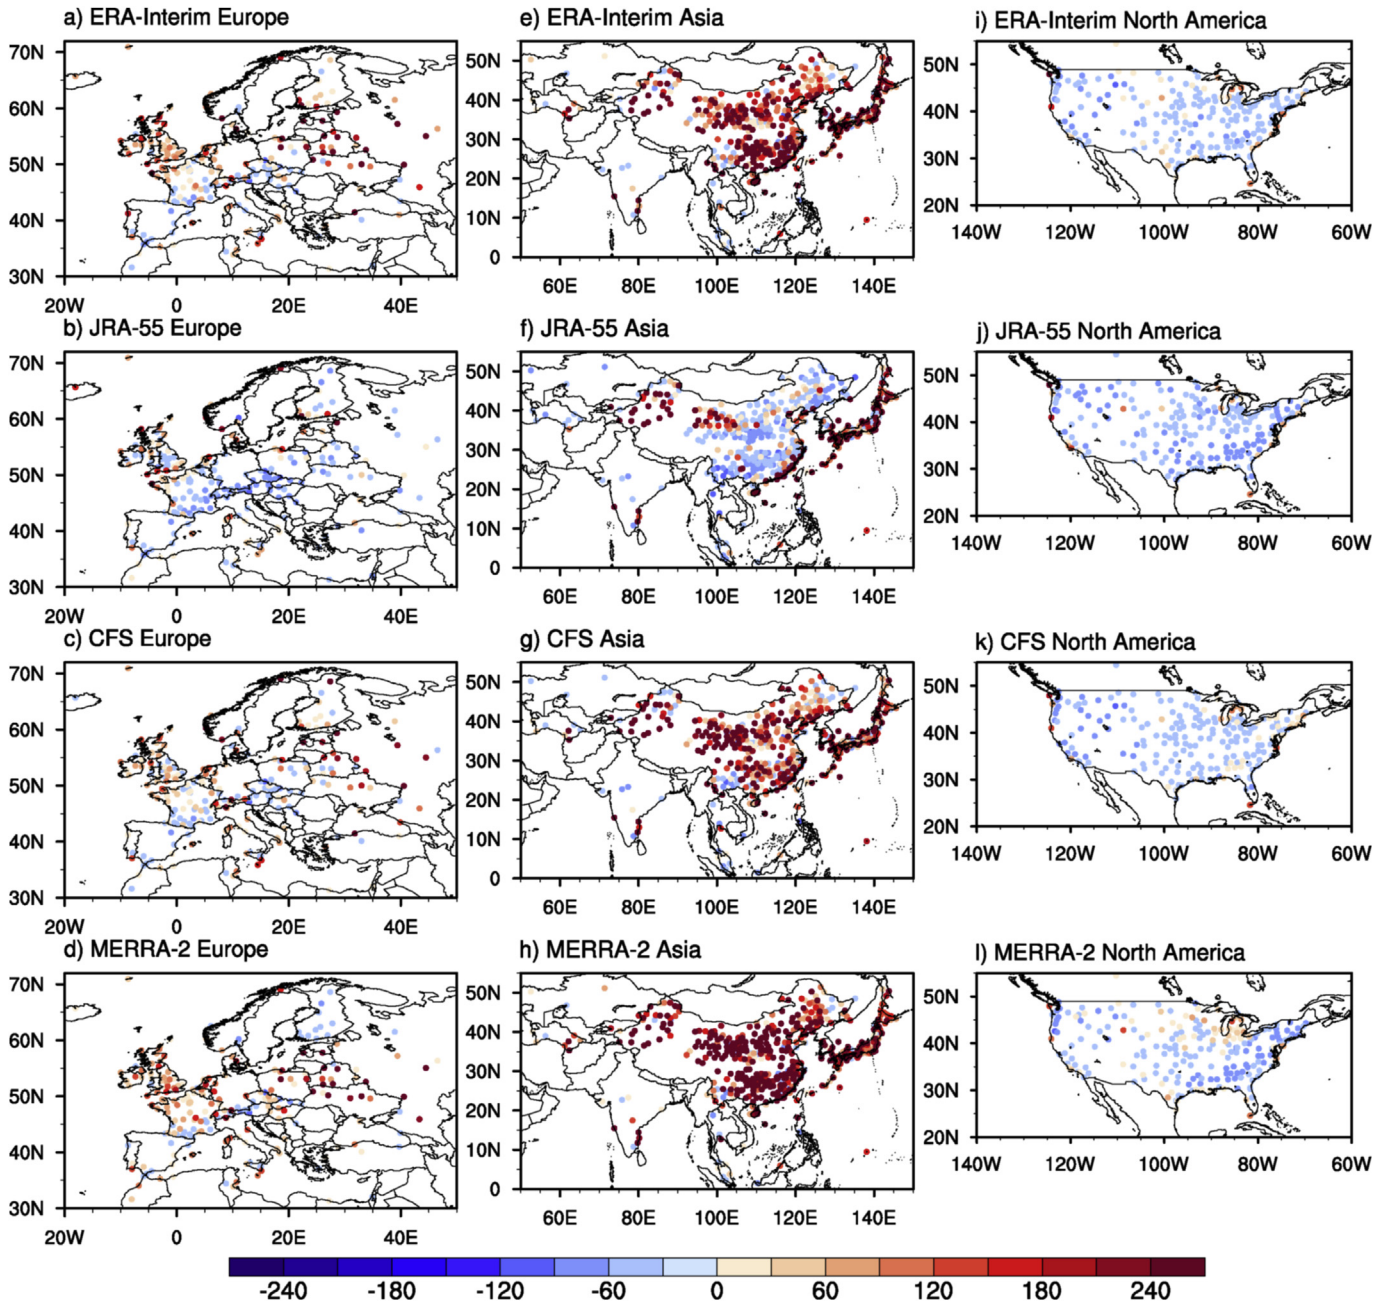 a) ERA-Interim Europe
70N
60N
50N
40N
30N
20W 0 20E 40E
e) ERA-Interim Asia
50N
40N
30N
20N
10N
0
60E 80E 100E 120E 140E
i) ERA-Interim North America
50N
40N
30N
20N
140W 120W 100W 80W 60W
b) JRA-55 Europe
70N
60N
50N
40N
30N
20W 0 20E 40E
f) JRA-55 Asia
50N
40N
30N
20N
10N
0
60E 80E 100E 120E 140E
j) JRA-55 North America
50N
40N
30N
20N
140W 120W 100W 80W 60W
c) CFS Europe
70N
60N
50N
40N
30N
20W 0 20E 40E
g) CFS Asia
50N
40N
30N
20N
10N
0
60E 80E 100E 120E 140E
k) CFS North America
50N
40N
30N
20N
140W 120W 100W 80W 60W
d) MERRA-2 Europe
70N
60N
50N
40N
30N
20W 0 20E 40E
h) MERRA-2 Asia
50N
40N
30N
20N
10N
0
60E 80E 100E 120E 140E
l) MERRA-2 North America
50N
40N
30N
20N
140W 120W 100W 80W 60W
-240 -180 -120 -60 0 60 120 180 240